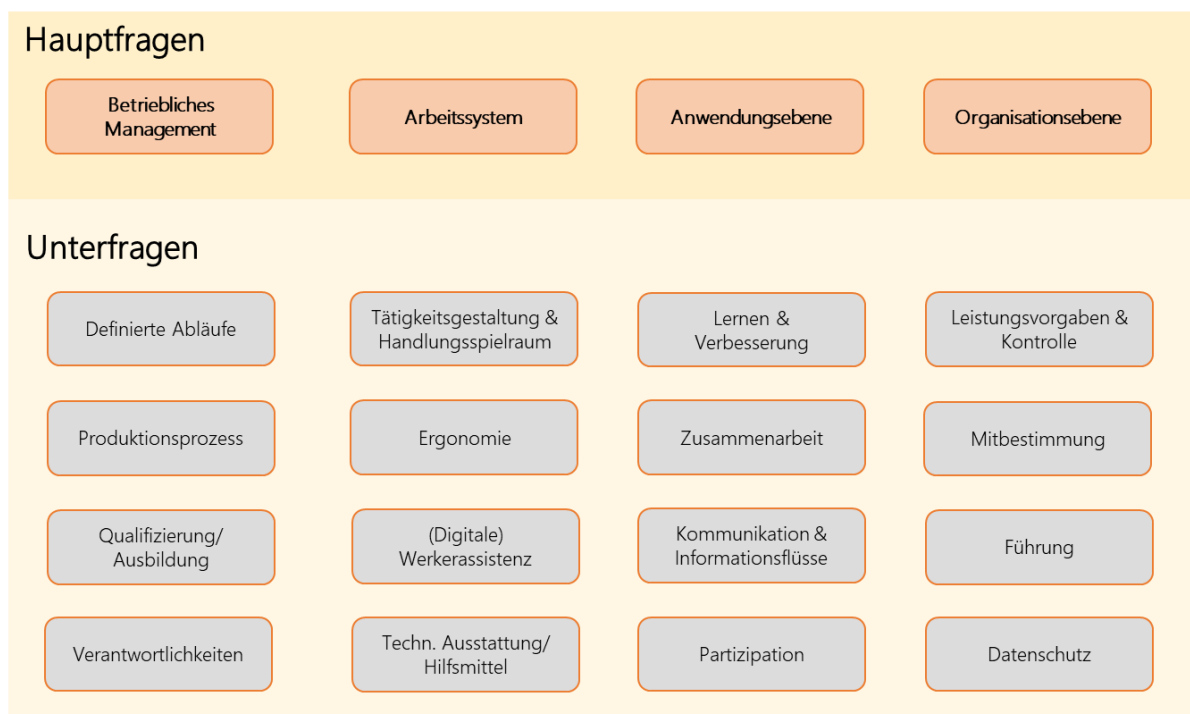 Hauptfragen
Betriebliches
Management
Arbeitssystem
Anwendungsebene
Organisationsebene
Unterfragen
Definierte Abläufe
Tätigkeitsgestaltung &
Handlungsspielraum
Lernen &
Verbesserung
Leistungsvorgaben &
Kontrolle
Produktionsprozess
Ergonomie
Zusammenarbeit
Mitbestimmung
Qualifizierung/
Ausbildung
(Digitale)
Werkerassistenz
Kommunikation &
Informationsflüsse
Führung
Verantwortlichkeiten
Techn. Ausstattung/
Hilfsmittel
Partizipation
Datenschutz